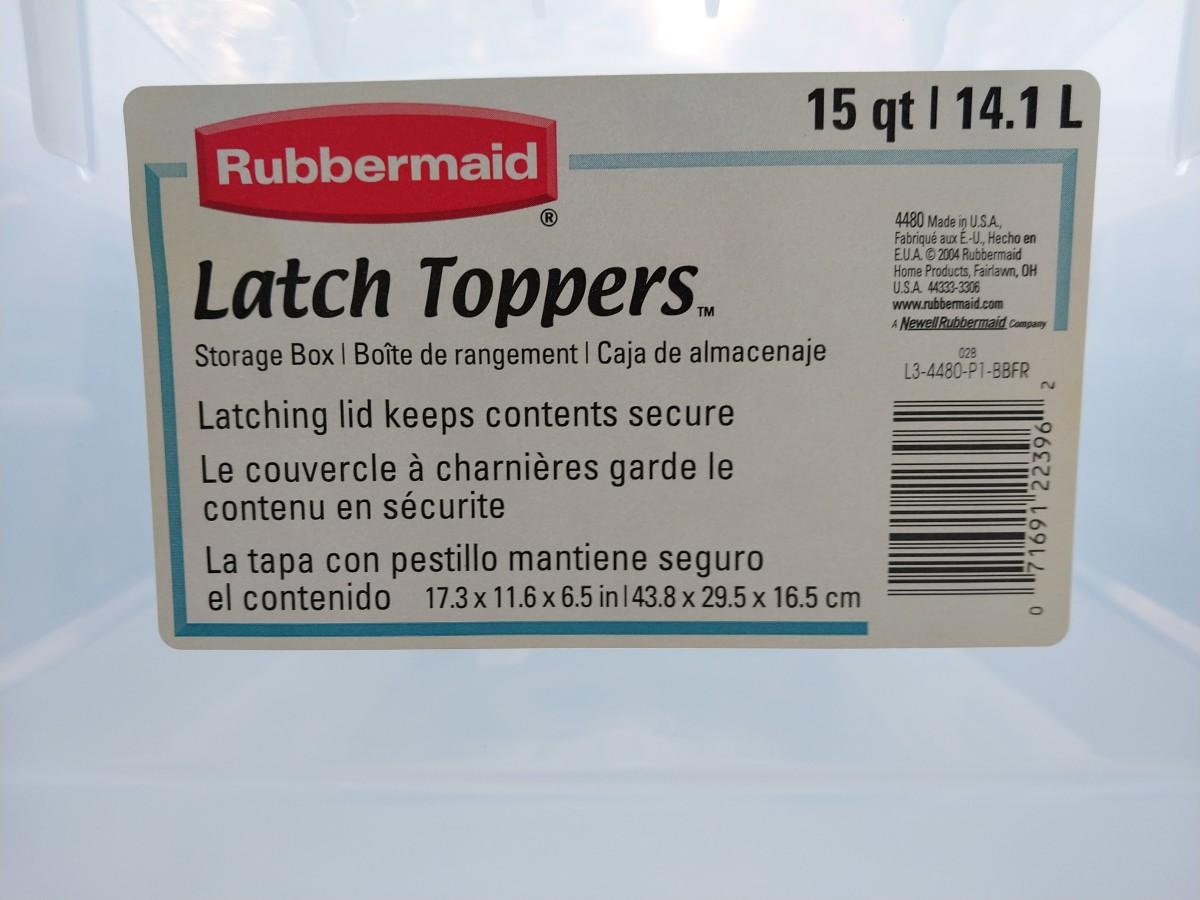 15 qt | 14.1 L
Rubbermaid
®
Latch Toppers™
Storage Box | Boîte de rangement | Caja de almacenaje
Latching lid keeps contents secure
Le couvercle à charnières garde le
contenu en sécurite
La tapa con pestillo mantiene seguro
el contenido 17.3 x 11.6 x 6.5 in | 43.8 x 29.5 x 16.5 cm
4480 Made in U.S.A.,
Fabriqué aux É.-U., Hecho en
E.U.A. © 2004 Rubbermaid
Home Products, Fairlawn, OH
U.S.A. 44333-3306
www.rubbermaid.com
A Newell Rubbermaid Company
028
L3-4480-P1-BBFR
0 71691 22396 2